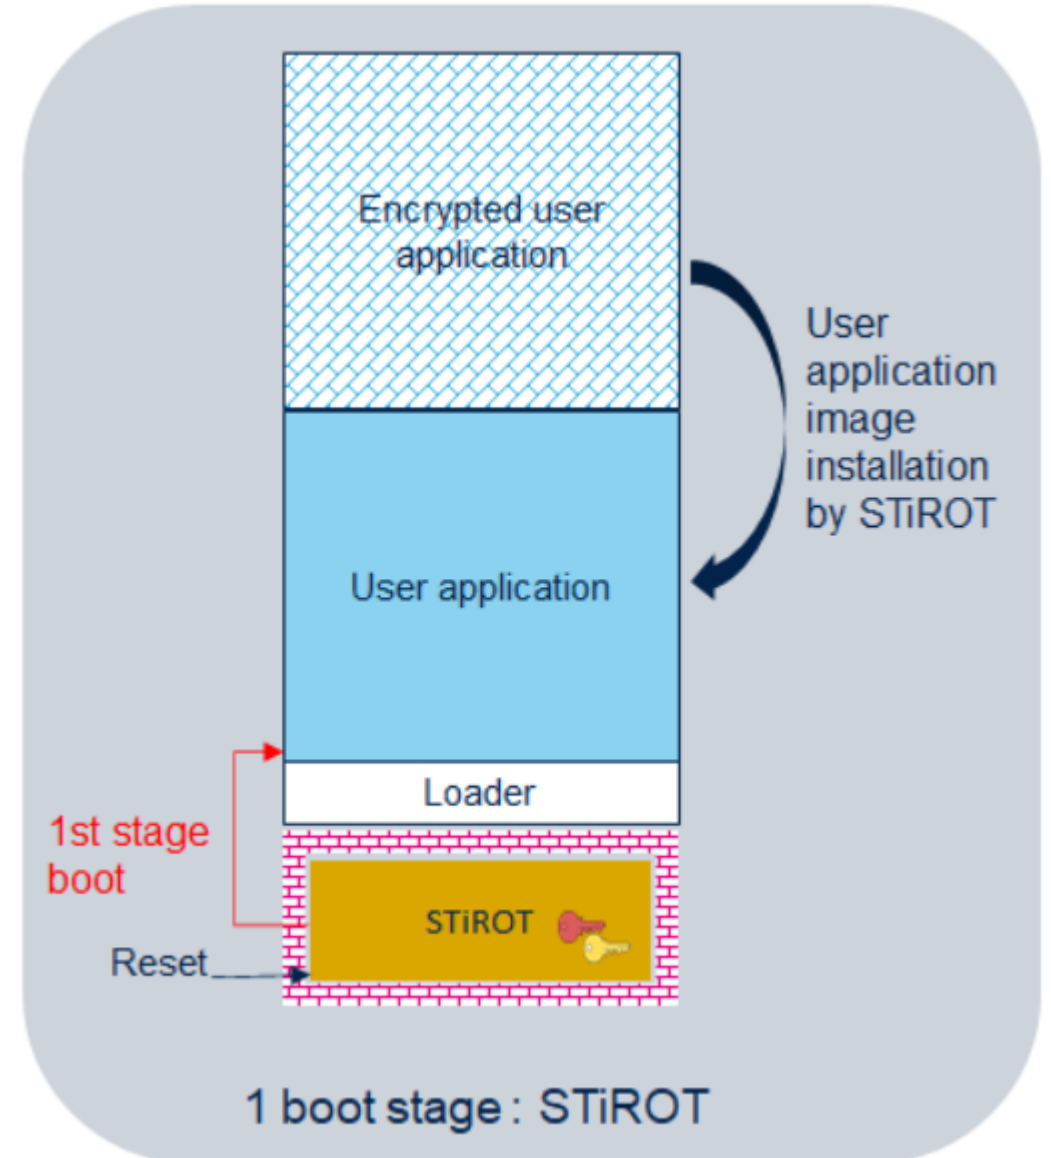 Encrypted user
application
User
application
image
installation
by STiROT
User application
Loader
1st stage
boot
STiROT
Reset
1 boot stage : STiROT